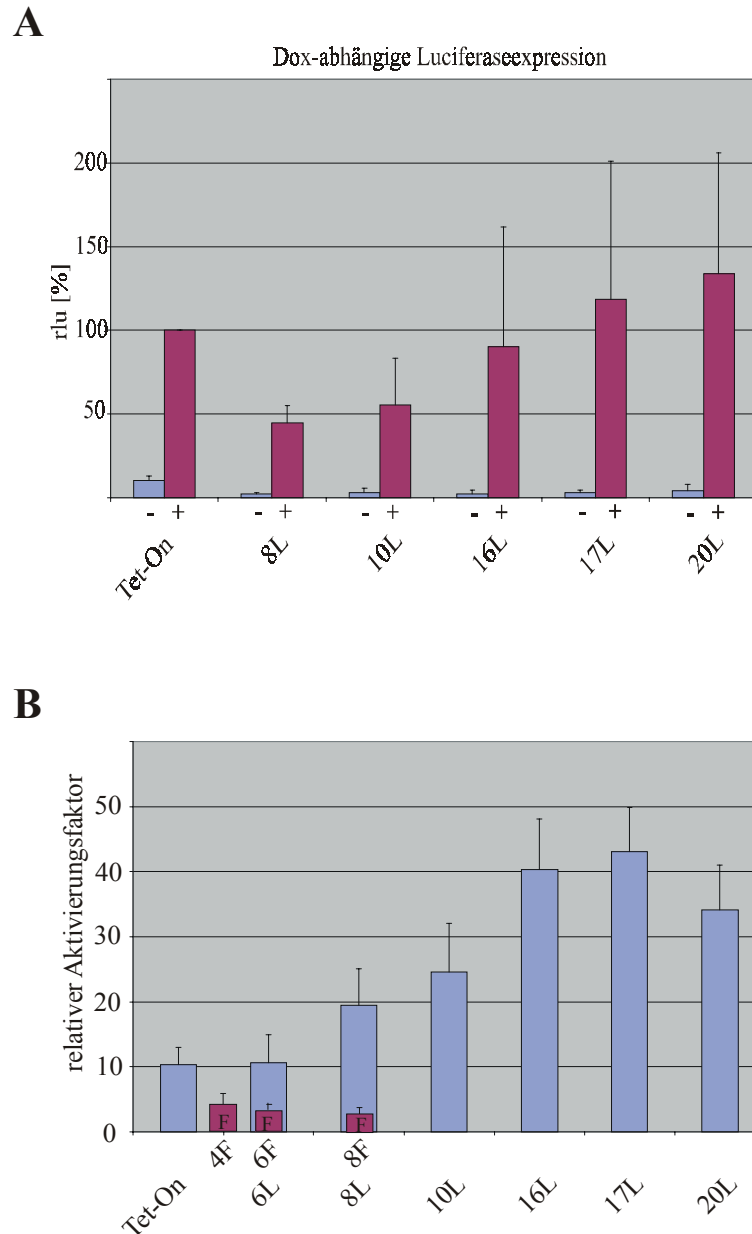 A
Dox-abhängige Luciferaseexpression
200
150
100
50
rlu [%]
- + - + - + - + - + - +
Tet-On 8L 10L 16L 17L 20L
B
relativer Aktivierungsfaktor
50
40
30
20
10
0
F F F
4F 6F 8F
Tet-On 6L 8L 10L 16L 17L 20L